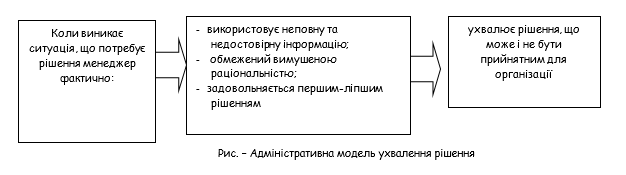 Коли виникає
ситуація, що потребує
рішення менеджер
фактично:
- використовує неповну та
недостовірну інформацію;
- обмежений вимушеною
раціональністю;
- задовольняється першим-ліпшим
рішенням
ухвалює рішення, що
може і не бути
прийнятним для
організації
Рис. – Адміністративна модель ухвалення рішення